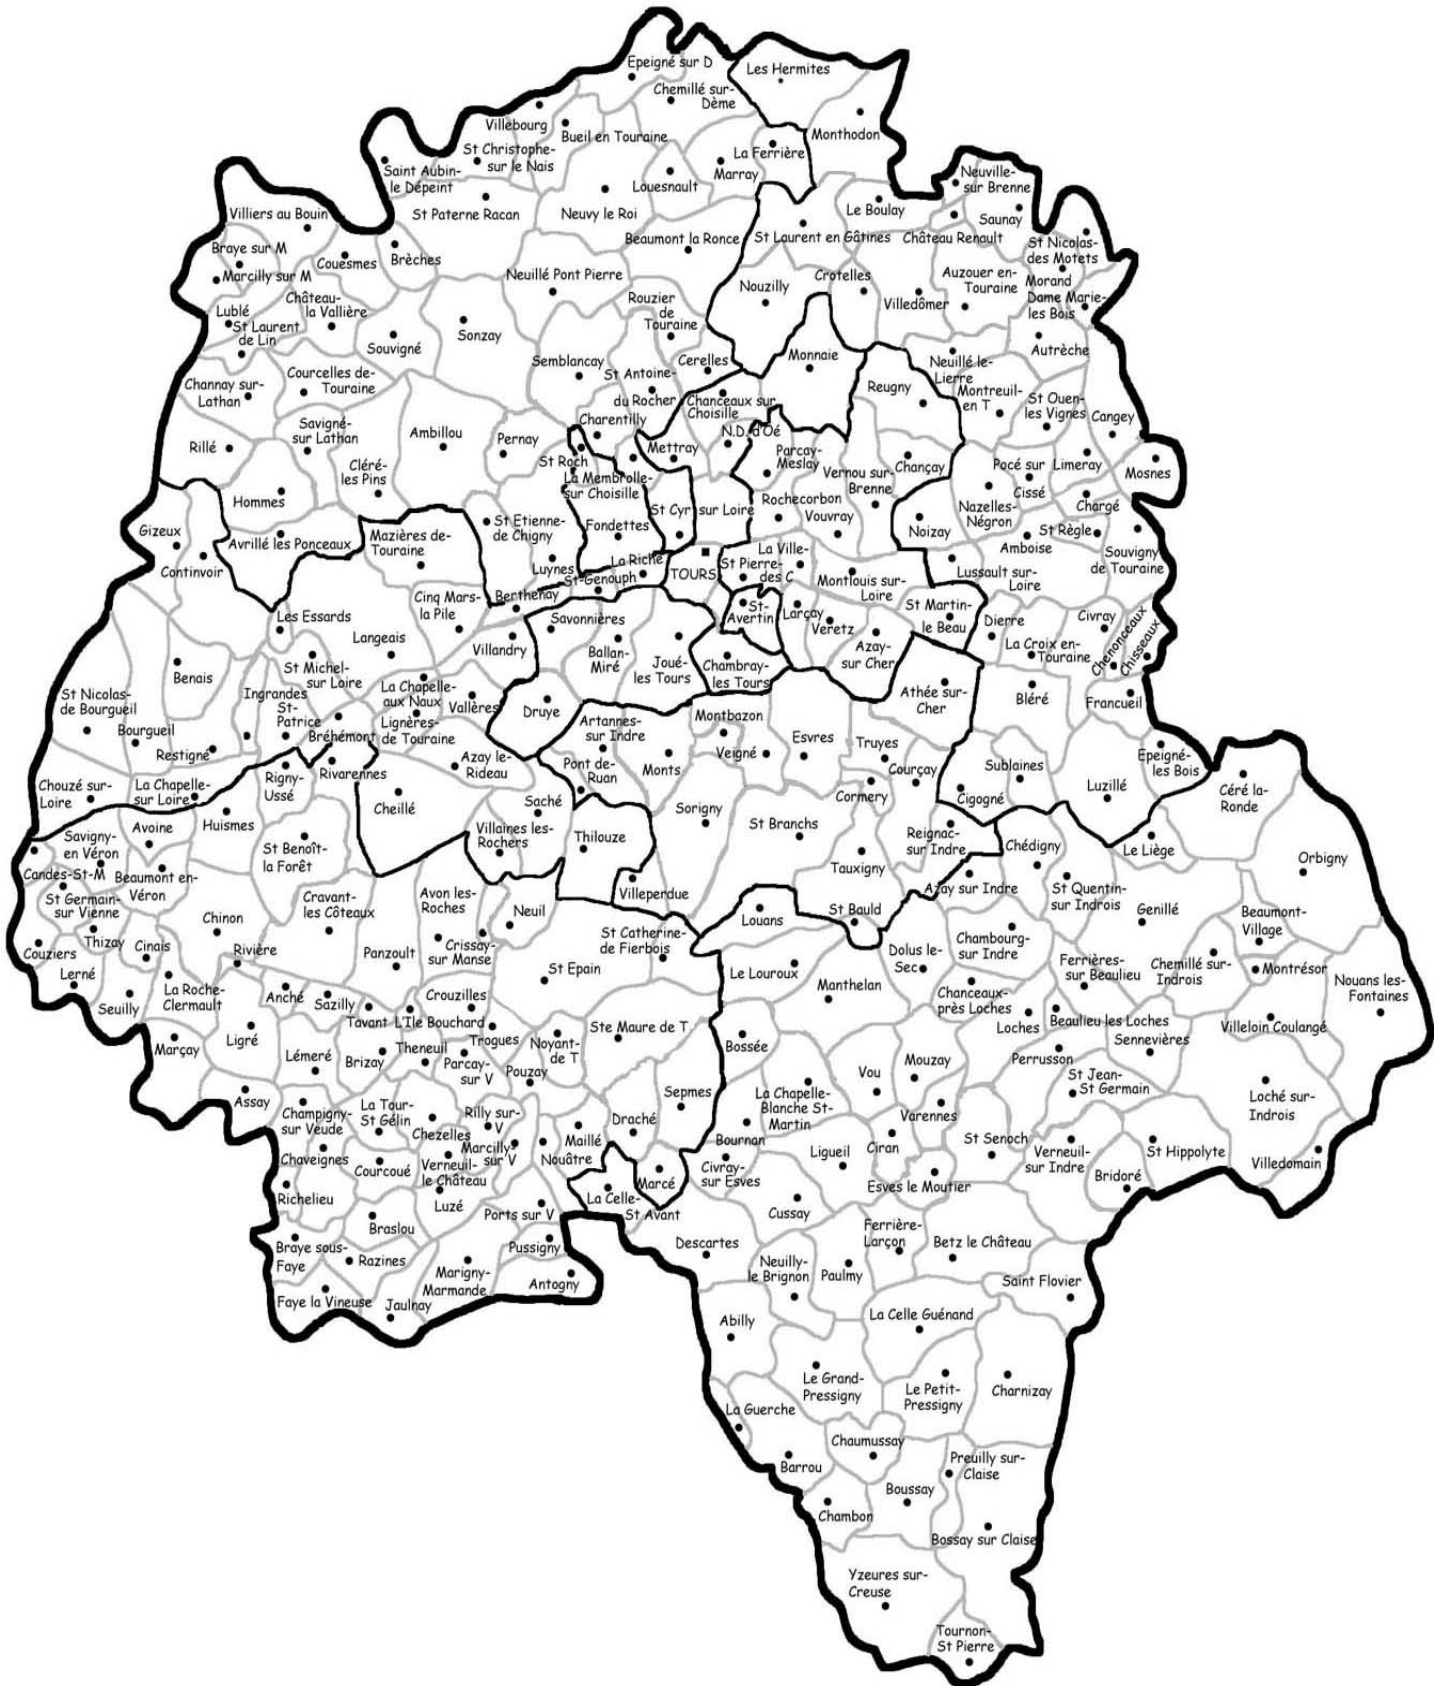 Epeigné sur D
Les Hermites
Chemillé sur-
Dème
Villebourg
Bueil en Touraine
Monthodon
St Christophe-
sur le Nais
La Ferrière
Marray
Saint Aubin-
le Dépeint
Louesnault
Neuville-
sur Brenne
Villiers au Bouin
St Paterne Racan
Neuvy le Roi
Le Boulay
Saunay
Beaumont la Ronce
St Laurent en Gâtines
Château Renault
St Nicolas-
des Motets
Braye sur M
Marcilly sur M
Couesmes
Brèches
Neuillé Pont Pierre
Nouzilly
Crotelles
Villedômer
Auzouer en-
Touraine
Morand
Dame Marie-
les Bois
Château-
la Vallière
Rouzier
de
Touraine
Lublé
St Laurent
de Lin
Souvigné
Sonzay
Autrèche
Semblancay
Cerelles
Monnaie
Neuillé le-
Lierre
Channay sur-
Lathan
Courcelles de-
Touraine
St Antoine-
du Rocher
Chanceaux sur
Choisille
Reugny
Montreuil-
en T
St Ouen-
les Vignes
Cangey
Savigné-
sur Lathan
Ambillou
Pernay
Charentilly
N.D. d'Oé
Rillé
Mettray
Parcay-
Meslay
Chançay
Limeray
Mosnes
Cléré-
les Pins
St Roch
La Membrolle-
sur Choisille
Vernou sur-
Brenne
Pocé sur
Cissé
Hommes
St Cyr sur Loire
Rochecorbon
Vouvray
Nazelles-
Négron
Chargé
Gizeux
Avrillé les Ponceaux
Mazières de-
Touraine
St Etienne-
de Chigny
Fondettes
Noizay
St Règle
Amboise
Souvigny
de Touraine
Continvoir
Luynes
La Riche
St-Genouph
TOURS
St Pierre-
des C
La Ville-
Montlouis sur-
Loire
Lussault sur-
Loire
Cinq Mars-
la Pile
Berthenay
St-
Avertin
Larçay
Veretz
St Martin-
le Beau
Les Essards
Langeais
Savonnières
Dierre
Civray
Chenonceaux
Chisseaux
La Croix en-
Touraine
Villandry
Ballan-
Miré
Joué-
les Tours
Chambray-
les Tours
Azay-
sur Cher
Benais
St Michel-
sur Loire
La Chapelle-
aux Naux
Vallères
Druye
Athée sur-
Cher
Bléré
Francueil
St Nicolas-
de Bourgueil
Ingrandes
St-
Patrice
Bréhémont
Lignères-
de Touraine
Artannes-
sur Indre
Montbazon
Bourgueil
Restigné
Veigné
Esvres
Truyes
Courçay
Epeigné-
les Bois
Azay le-
Rideau
Pont de-
Ruan
Monts
Sublaines
Chouzé sur-
Loire
La Chapelle-
sur Loire
Rigny-
Ussé
Rivarennes
Cheillé
Saché
Sorigny
Cormery
Cigogné
Luzillé
Céré la-
Ronde
Savigny-
en Véron
Avoine
Huismes
Villaines les-
Rochers
Thilouze
St Branchs
Reignac-
sur Indre
Chédigny
Le Liège
Candes-St-M
Beaumont en-
Véron
St Benoît-
la Forêt
Tauxigny
Orbigny
St Germain-
sur Vienne
Cravant-
les Côteaux
Avon les-
Roches
Neuil
Villeperdue
Azay sur Indre
St Quentin-
sur Indrois
Genillé
Louans
St Bauld
Beaumont-
Village
Couziers
Thizay
Cinais
Chinon
Rivière
Panzoult
Crissay-
sur Manse
St Catherine-
de Fierbois
Dolus le-
Sec
Chambourg-
sur Indre
Ferrières-
sur Beaulieu
Chemillé sur-
Indrois
Montrésor
Lerné
Seuilly
La Roche-
Clermault
Anché
Sazilly
Crouzilles
St Epain
Le Louroux
Manthelan
Chanceaux-
près Loches
Nouans les-
Fontaines
Tavant
L'Ile Bouchard
Ste Maure de T
Loches
Beaulieu les Loches
Villeloin Coulangé
Marçay
Ligré
Lémeré
Brizay
Theneuil
Trogues
Noyant-
de T
Bossée
Sennevières
Parcay-
sur V
Pouzay
Vou
Mouzay
Perrusson
St Jean-
St Germain
Assay
Champigny-
sur Veude
La Tour-
St Gélin
Rilly sur-
V
Sepmes
La Chapelle-
Blanche St-
Martin
Varennes
Loché sur-
Indrois
Chezelles
Marcilly-
sur V
Maillé
Draché
Bournan
Chaveignes
Courcoué
Verneuil-
le Château
Nouâtre
Ligueil
Ciran
St Senoch
Verneuil-
sur Indre
St Hippolyte
Villedomain
Richelieu
Luzé
Marcé
Civray-
sur Esves
Esves le Moutier
Bridoré
Braslou
Ports sur V
La Celle-
St Avant
Cussay
Braye sous-
Faye
Razines
Pussigny
Descartes
Ferrière-
Larçon
Betz le Château
Marigny-
Marmande
Antogny
Neuilly-
le Brignon
Paulmy
Saint Flovier
Faye la Vineuse
Jaulnay
Abilly
La Celle Guénand
Le Grand-
Pressigny
Le Petit-
Pressigny
Charnizay
La Guerche
Chaumussay
Barrou
Preuilly sur-
Claise
Boussay
Chambon
Bossay sur Claise
Yzeures sur-
Creuse
Tournon-
St Pierre